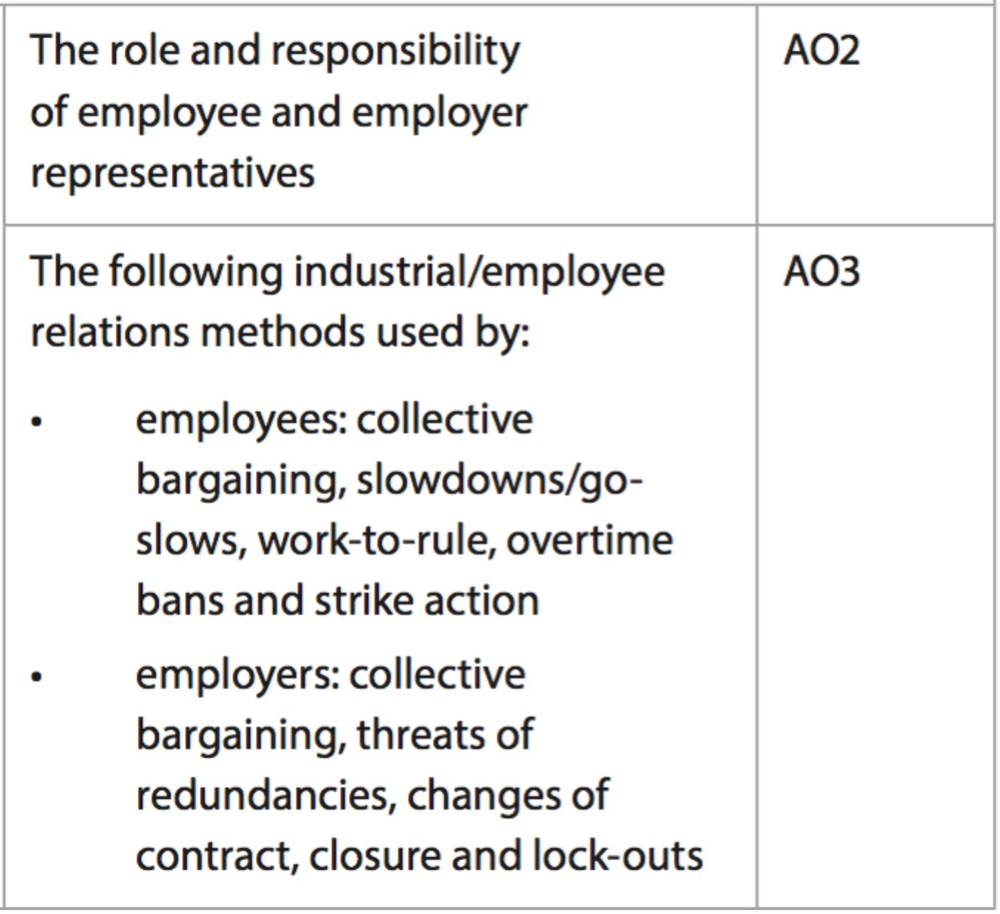 The role and responsibility
of employee and employer
representatives
AO2
The following industrial/employee
relations methods used by:
• employees: collective
bargaining, slowdowns/go-
slows, work-to-rule, overtime
bans and strike action
• employers: collective
bargaining, threats of
redundancies, changes of
contract, closure and lock-outs
AO3